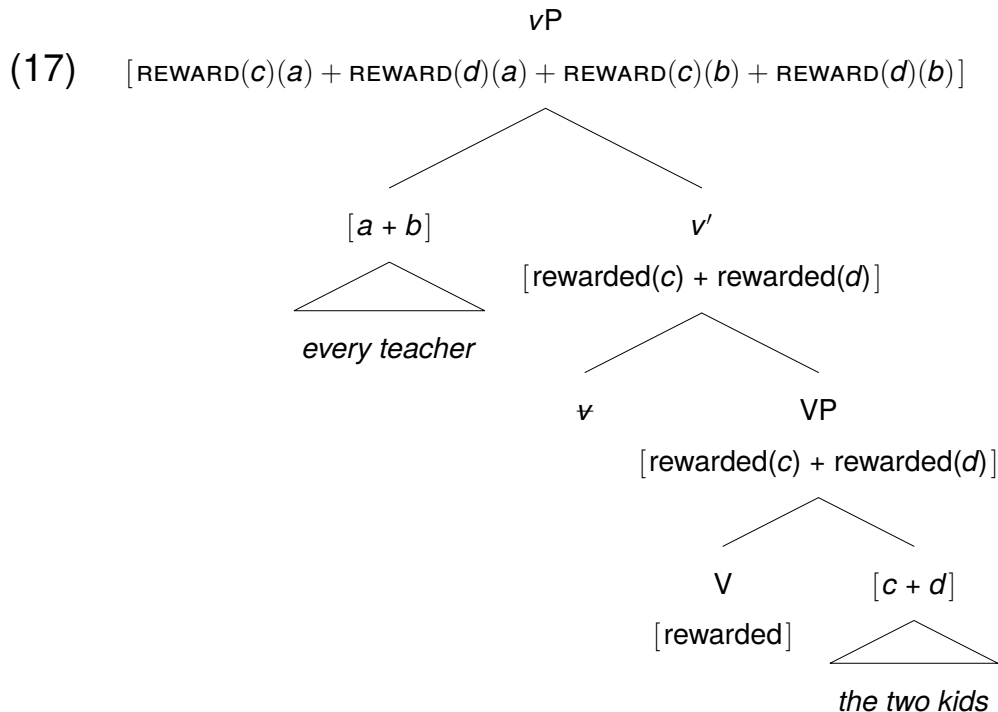 vP
(17) [REWARD(c)(a) + REWARD(d)(a) + REWARD(c)(b) + REWARD(d)(b)]
[a + b] v′
[rewarded(c) + rewarded(d)]
every teacher
v VP
[rewarded(c) + rewarded(d)]
V [c + d]
[rewarded]
the two kids